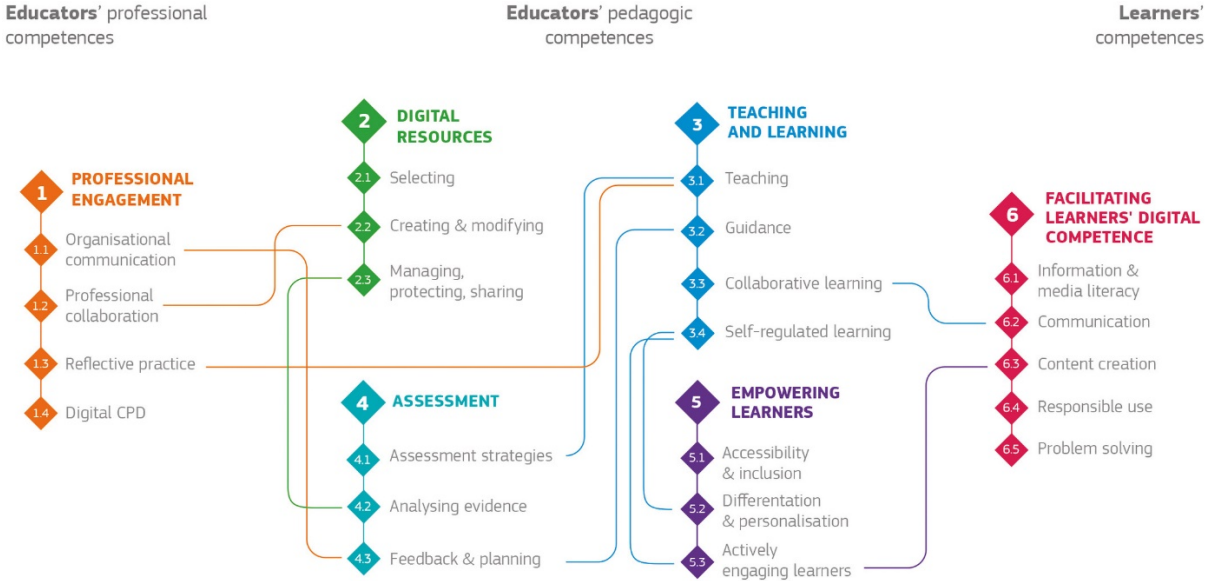 Educators' professional
competences
Educators' pedagogic
competences
Learners'
competences
1
PROFESSIONAL
ENGAGEMENT
1.1
Organisational
communication
1.2
Professional
collaboration
1.3
Reflective practice
1.4
Digital CPD
2
DIGITAL
RESOURCES
2.1
Selecting
2.2
Creating & modifying
2.3
Managing,
protecting, sharing
3
TEACHING
AND LEARNING
3.1
Teaching
3.2
Guidance
3.3
Collaborative learning
3.4
Self-regulated learning
4
ASSESSMENT
4.1
Assessment strategies
4.2
Analysing evidence
4.3
Feedback & planning
5
EMPOWERING
LEARNERS
5.1
Accessibility
& inclusion
5.2
Differentation
& personalisation
5.3
Actively
engaging learners
6
FACILITATING
LEARNERS' DIGITAL
COMPETENCE
6.1
Information &
media literacy
6.2
Communication
6.3
Content creation
6.4
Responsible use
6.5
Problem solving